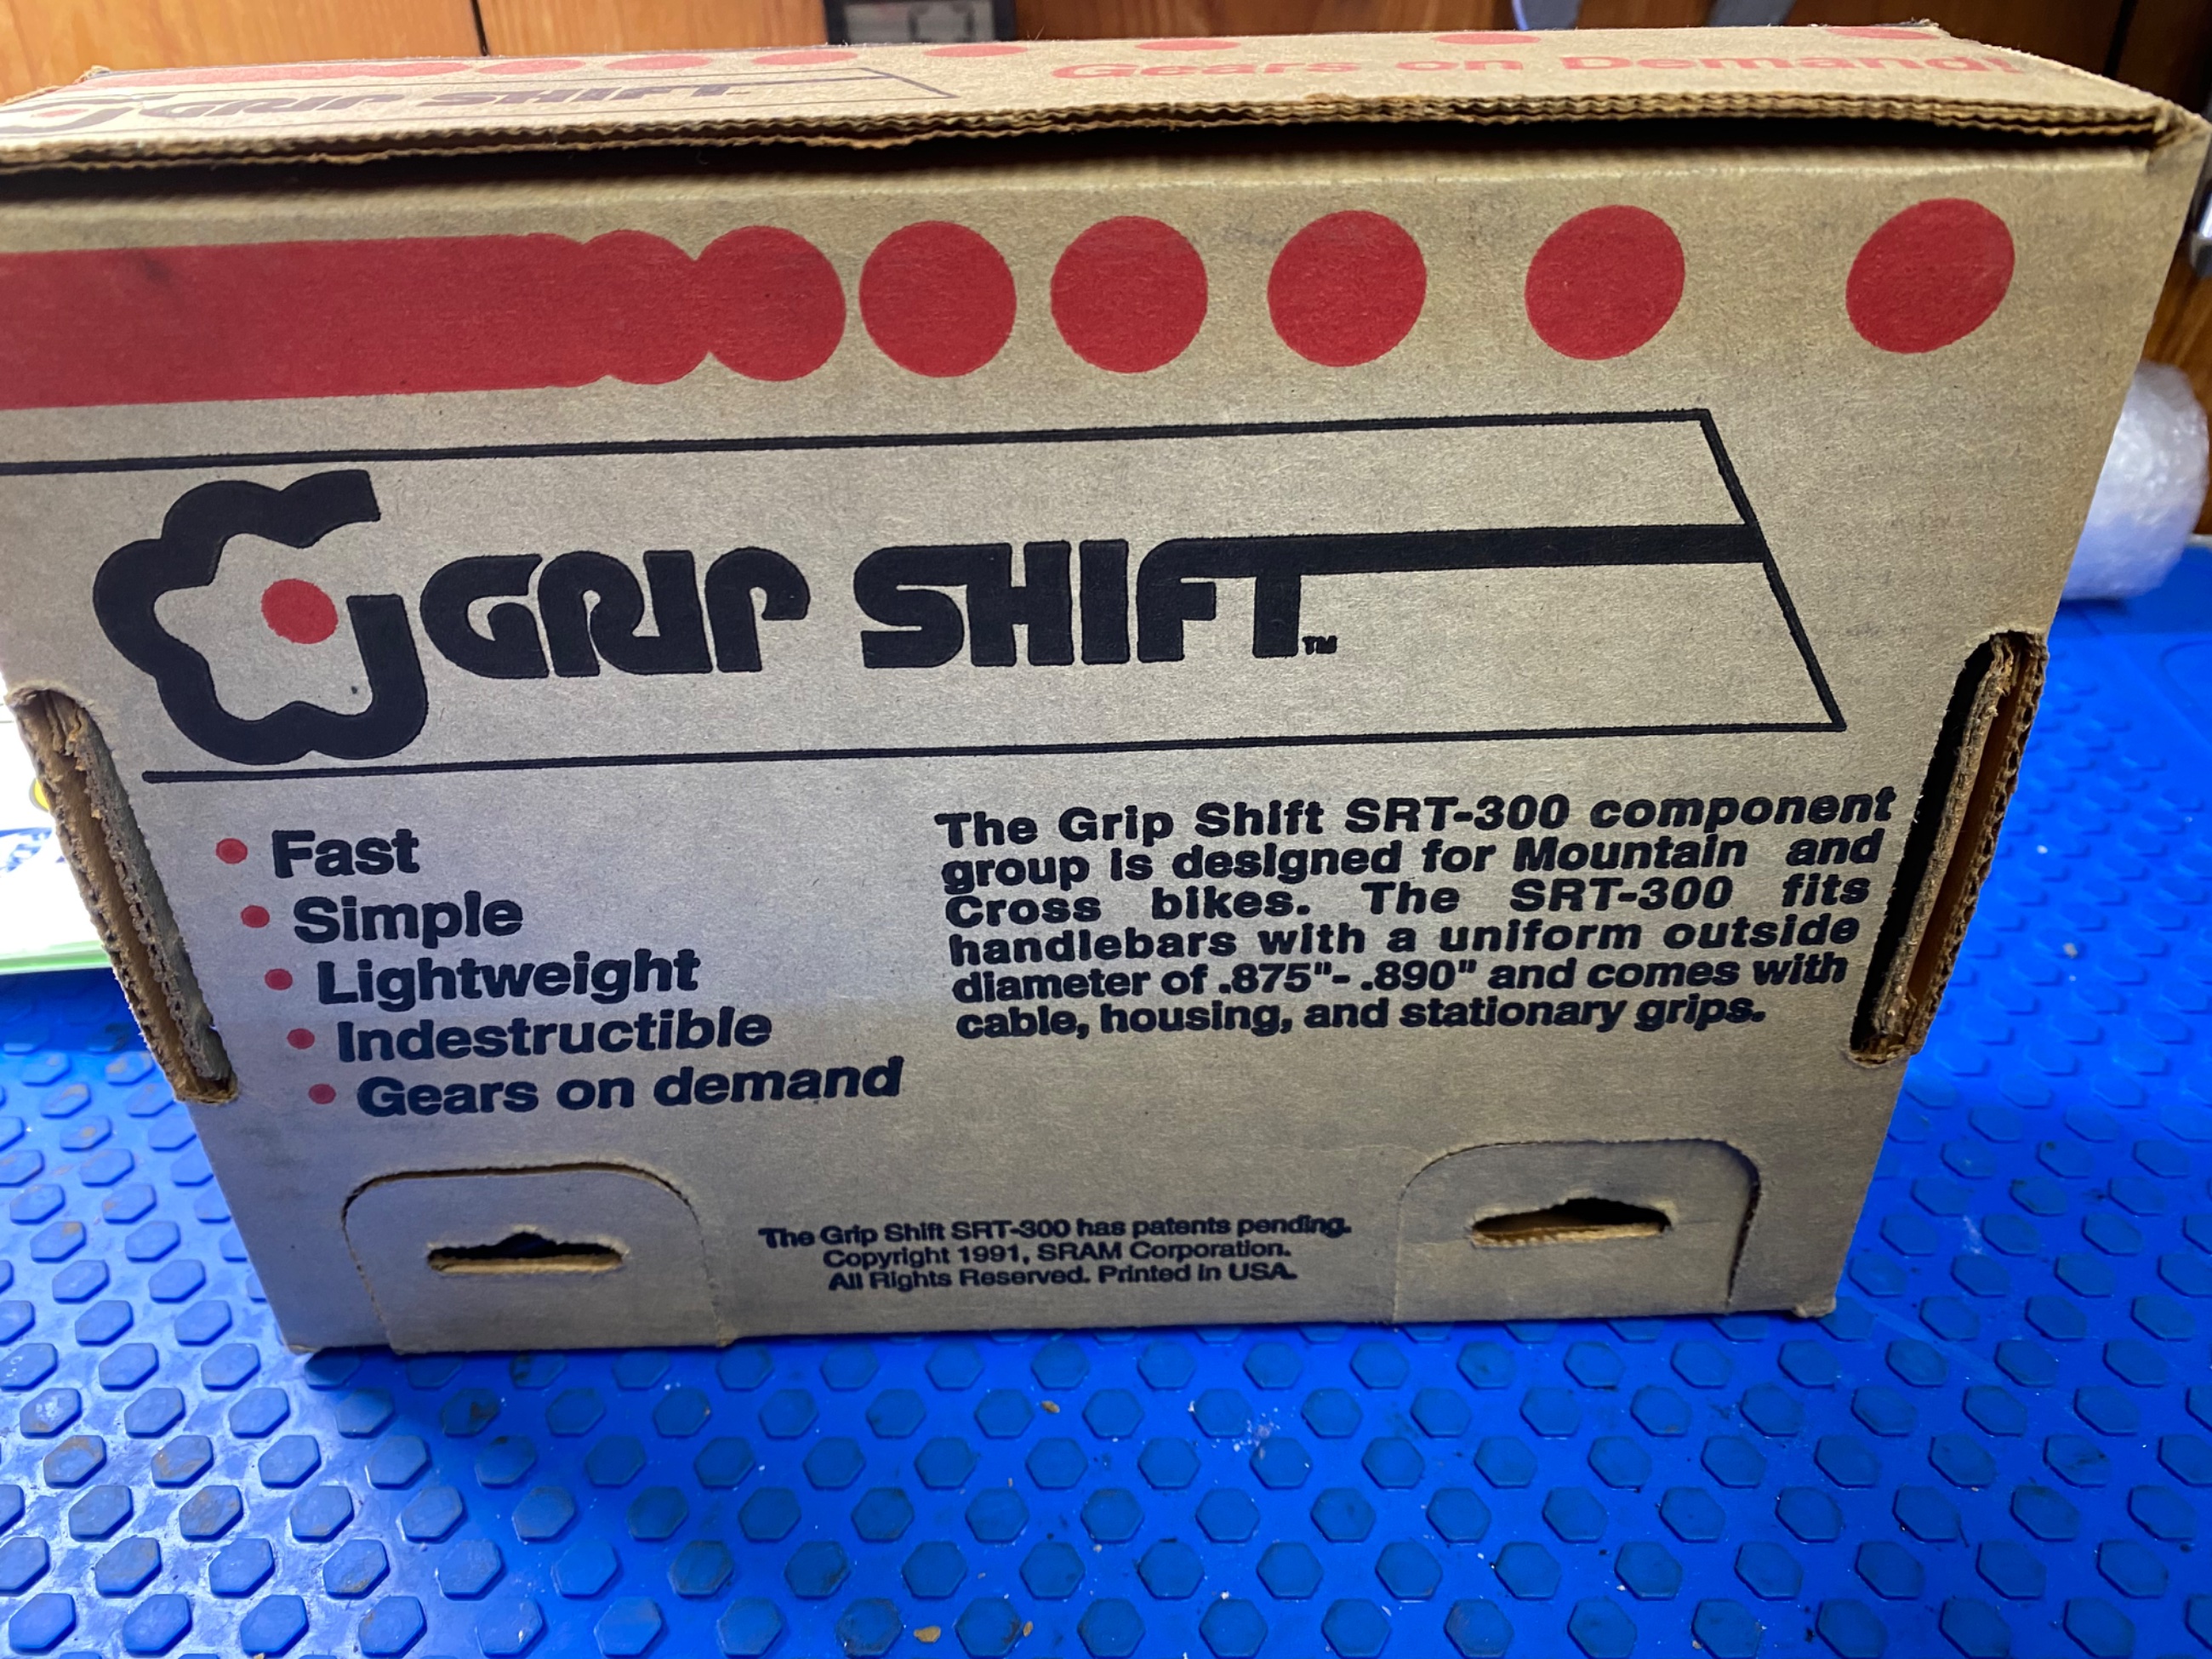 GRIP SHIFT
Gears on Demand!
GRIP SHIFT™
• Fast
• Simple
• Lightweight
• Indestructible
• Gears on demand
The Grip Shift SRT-300 component
group is designed for Mountain and
Cross bikes. The SRT-300 fits
handlebars with a uniform outside
diameter of .875"- .890" and comes with
cable, housing, and stationary grips.
The Grip Shift SRT-300 has patents pending.
Copyright 1991, SRAM Corporation.
All Rights Reserved. Printed in USA.